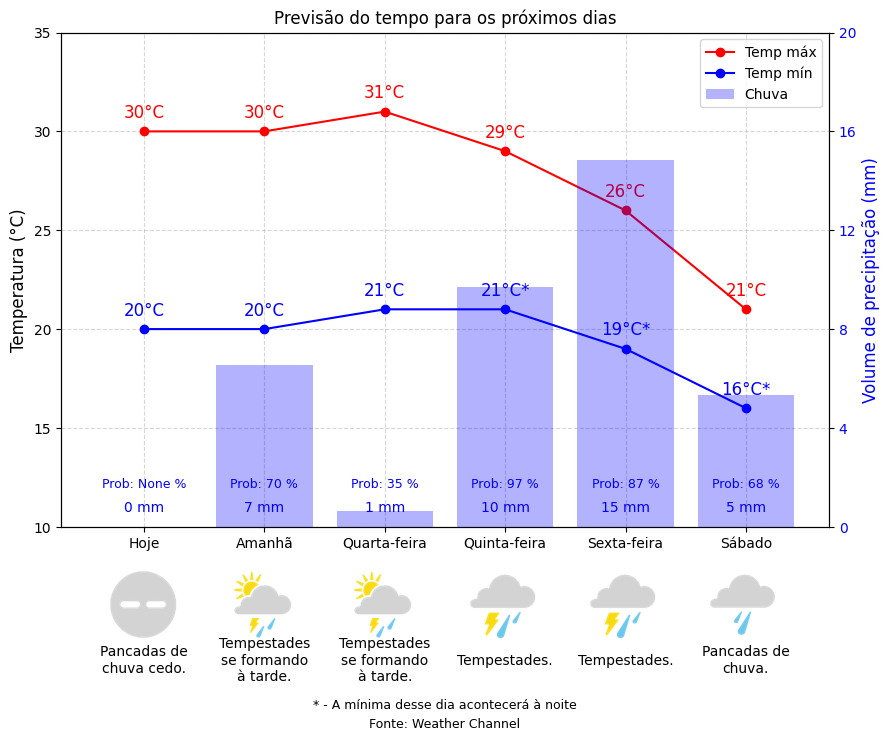 Previsão do tempo para os próximos dias
35
30
25
20
15
10
Temperatura (°C)
20
16
12
8
4
0
Volume de precipitação (mm)
Temp máx
Temp mín
Chuva
30°C 30°C 31°C 29°C 26°C 21°C
20°C 20°C 21°C 21°C* 19°C* 16°C*
Prob: None % Prob: 70 % Prob: 35 % Prob: 97 % Prob: 87 % Prob: 68 %
0 mm 7 mm 1 mm 10 mm 15 mm 5 mm
Hoje Amanhã Quarta-feira Quinta-feira Sexta-feira Sábado
Pancadas de
chuva cedo.
Tempestades
se formando
à tarde.
Tempestades
se formando
à tarde.
Tempestades.
Tempestades.
Pancadas de
chuva.
* - A mínima desse dia acontecerá à noite
Fonte: Weather Channel